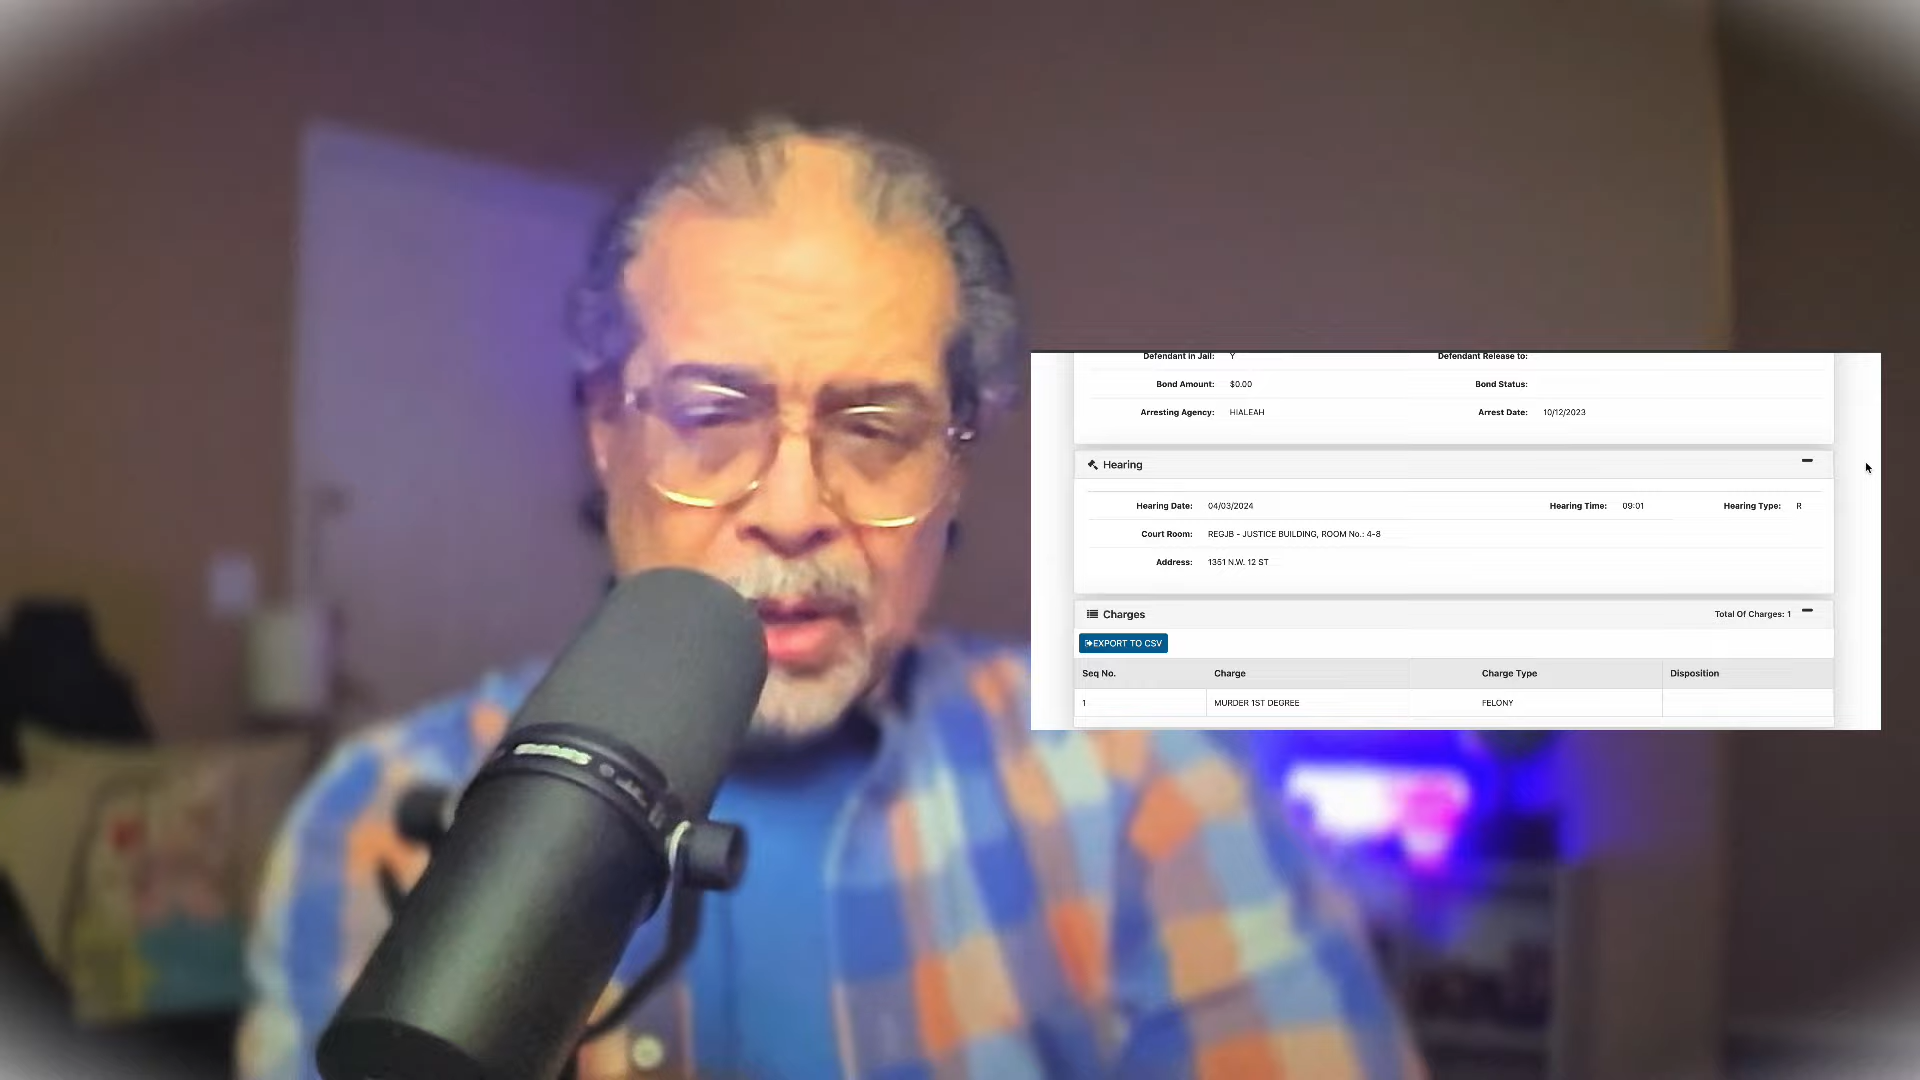 Defendant in Jail: Y Defendant Release to:
Bond Amount: $0.00 Bond Status:
Arresting Agency: HIALEAH Arrest Date: 10/12/2023
Hearing
Hearing Date: 04/03/2024 Hearing Time: 09:01 Hearing Type: R
Court Room: REGJB - JUSTICE BUILDING, ROOM No.: 4-8
Address: 1351 N.W. 12 ST
Charges Total Of Charges: 1
EXPORT TO CSV
Seq No. Charge Charge Type Disposition
1 MURDER 1ST DEGREE FELONY